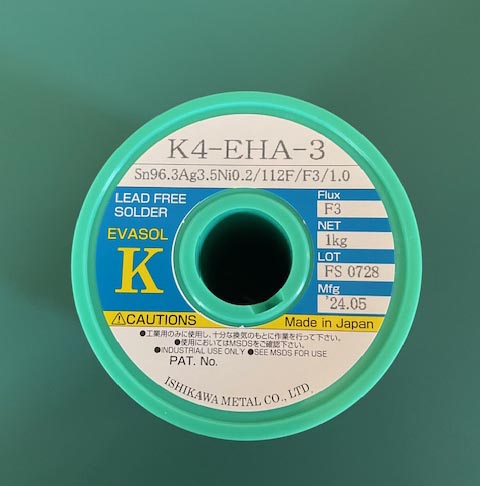 K4-EHA-3
Sn96.3Ag3.5Ni0.2/112F/F3/1.0
LEAD FREE
SOLDER
EVASOL
K
Flux
F3
NET
1kg
LOT
FS 0728
Mfg
'24.05
⚠CAUTIONS
Made in Japan
●工業用のみに使用し、十分な換気のもとに作業を行って下さい。
●使用においてはMSDSをご確認下さい。
●INDUSTRIAL USE ONLY ●SEE MSDS FOR USE
PAT. No.
ISHIKAWA METAL CO., LTD